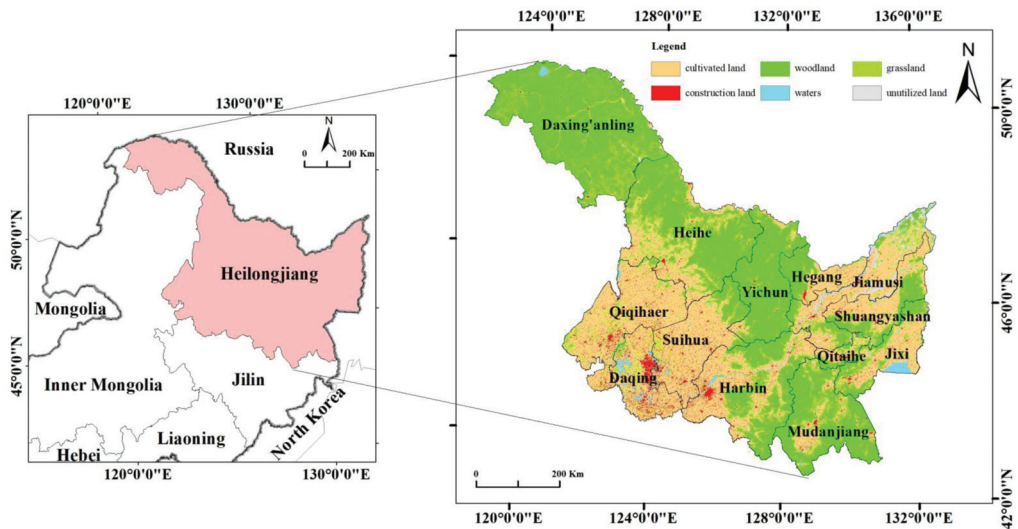 120°0'0"E
130°0'0"E
N
0
200 Km
Russia
50°0'0"N
45°0'0"N
Heilongjiang
Mongolia
Inner Mongolia
Jilin
Liaoning
Hebei
North Korea
120°0'0"E
130°0'0"E
124°0'0"E
128°0'0"E
132°0'0"E
136°0'0"E
Legend
cultivated land
woodland
grassland
construction land
waters
unutilized land
N
50°0'0"N
46°0'0"N
42°0'0"N
Daxing'anling
Heihe
Hegang
Jiamusi
Yichun
Qiqihaer
Shuangyashan
Suihua
Qitaihe
Jixi
Daqing
Harbin
Mudanjiang
0
200 Km
120°0'0"E
124°0'0"E
128°0'0"E
132°0'0"E